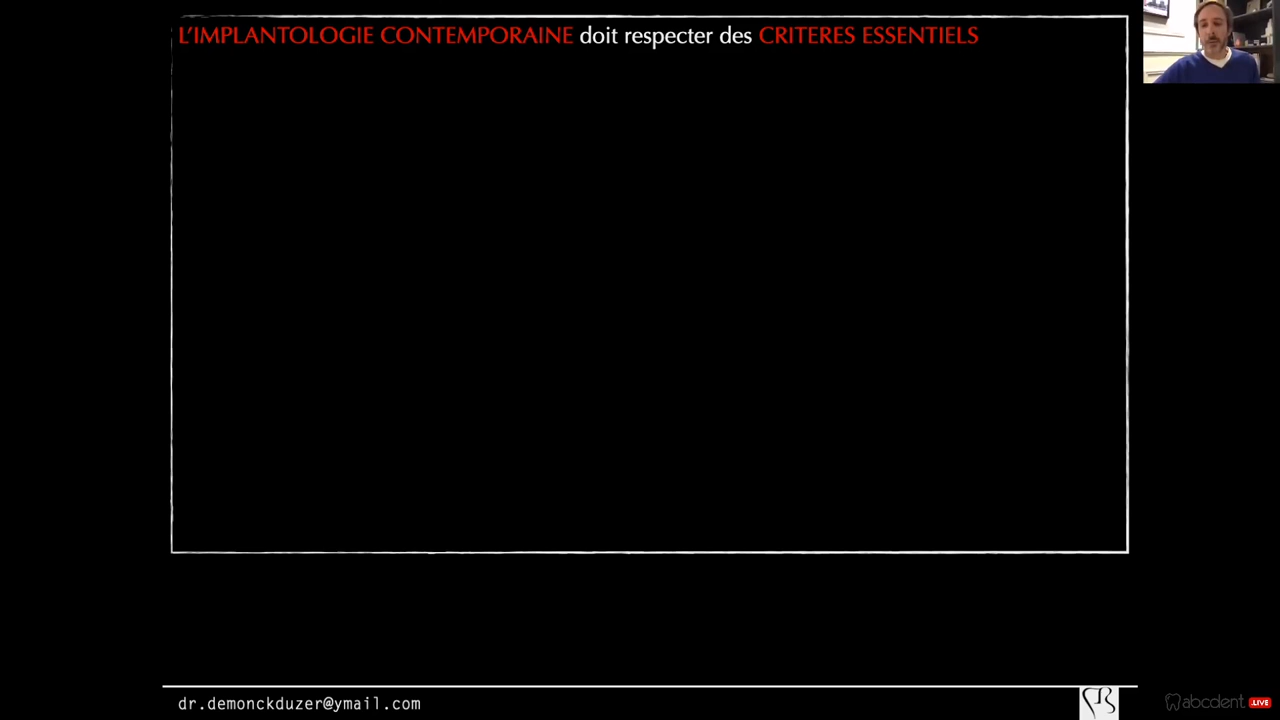 L'IMPLANTOLOGIE CONTEMPORAINE doit respecter des CRITERES ESSENTIELS
dr.demonckduzer@ymail.com
abcdent.LIVE